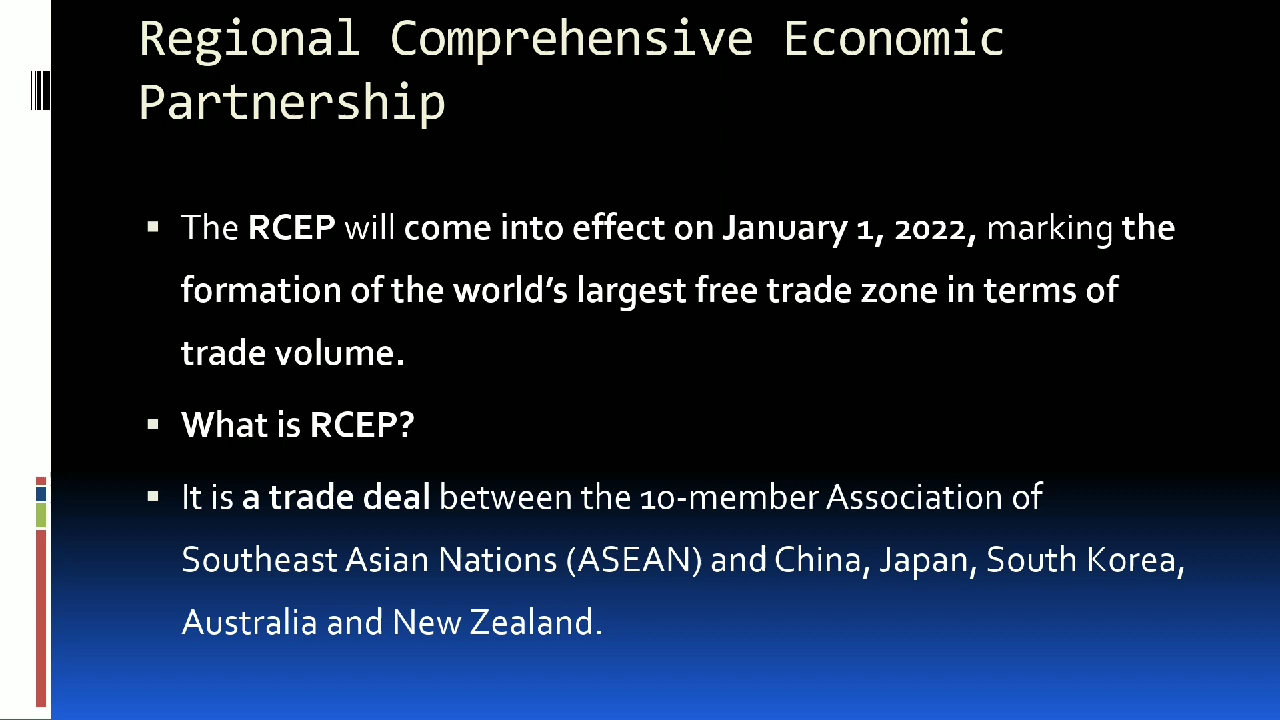 Regional Comprehensive Economic
Partnership
▪ The RCEP will come into effect on January 1, 2022, marking the
formation of the world’s largest free trade zone in terms of
trade volume.
▪ What is RCEP?
▪ It is a trade deal between the 10-member Association of
Southeast Asian Nations (ASEAN) and China, Japan, South Korea,
Australia and New Zealand.